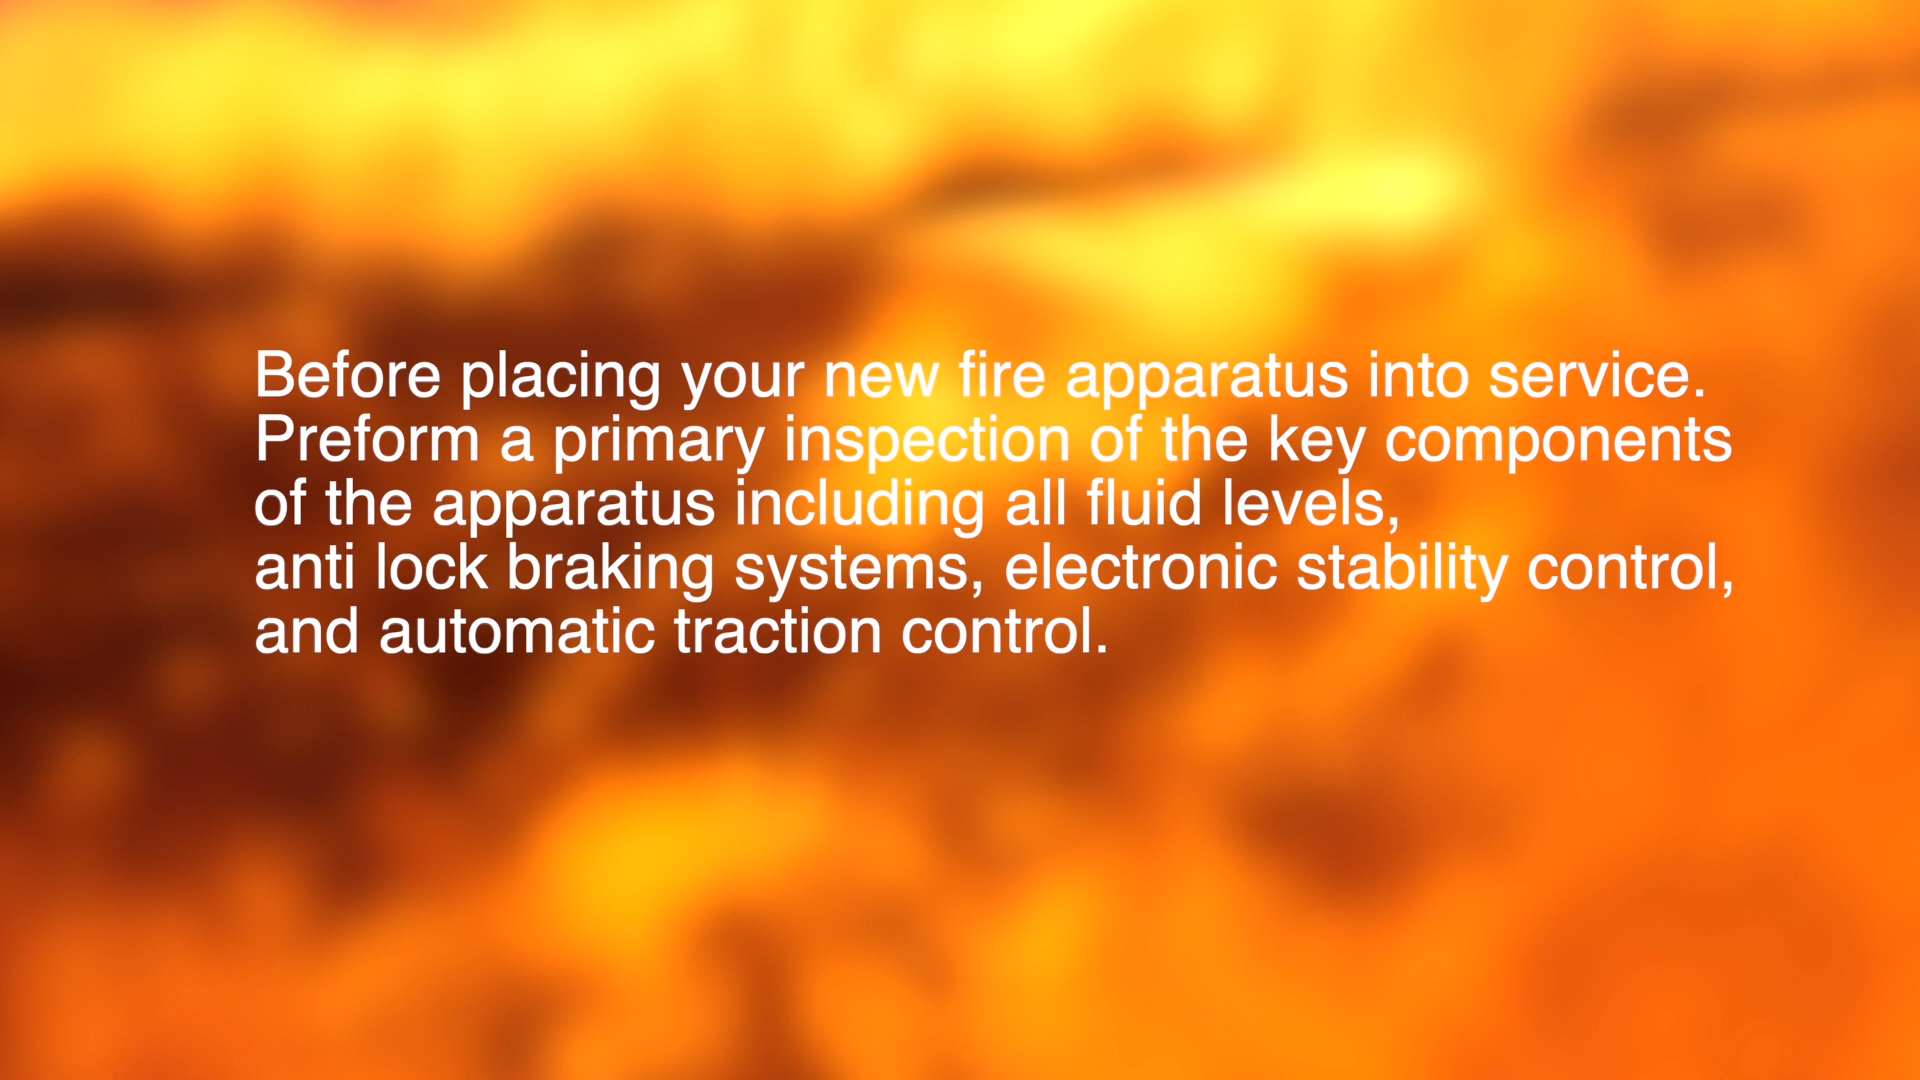 Before placing your new fire apparatus into service.
Preform a primary inspection of the key components
of the apparatus including all fluid levels,
anti lock braking systems, electronic stability control,
and automatic traction control.